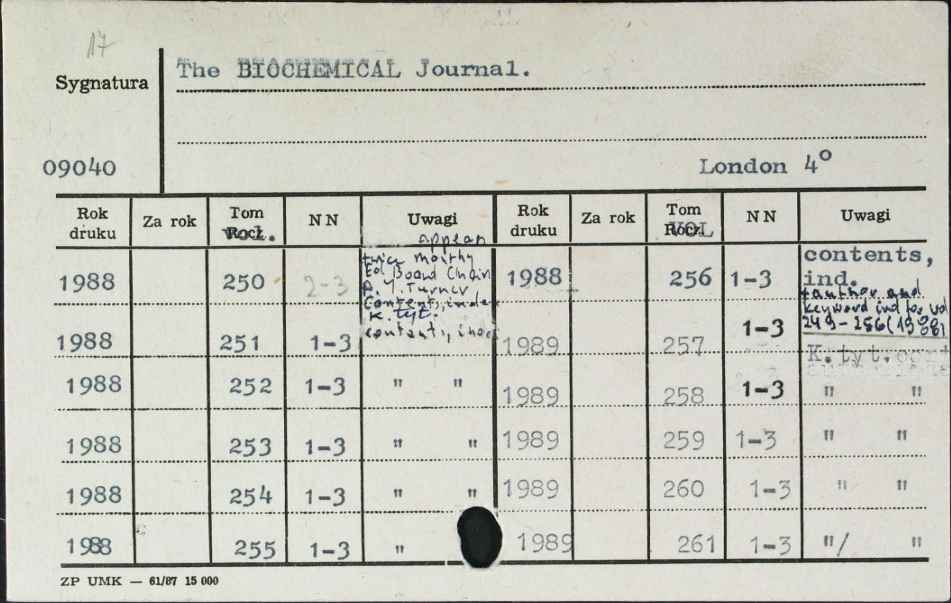 17
The BIOCHEMICAL Journal.
Sygnatura
09040
London 4°
Rok druku Za rok Tom Vol. NN Uwagi Rok druku Za rok Tom VOL NN Uwagi
1988 250 2-3 appear twice monthy Ed. Board Chair A. J. Turner Contents, index K. tyt. 1988 256 1-3 contents, ind. + author and keyword ind for vol 249-256 (1988)
1988 251 1-3 contents, 1989 257 1-3 K. tyt.
1988 252 1-3 " " 1989 258 1-3 " "
1988 253 1-3 " " 1989 259 1-3 " "
1988 254 1-3 " " 1989 260 1-3 " "
1988 255 1-3 " 1989 261 1-3 "/ "
ZP UMK — 61/87 15 000